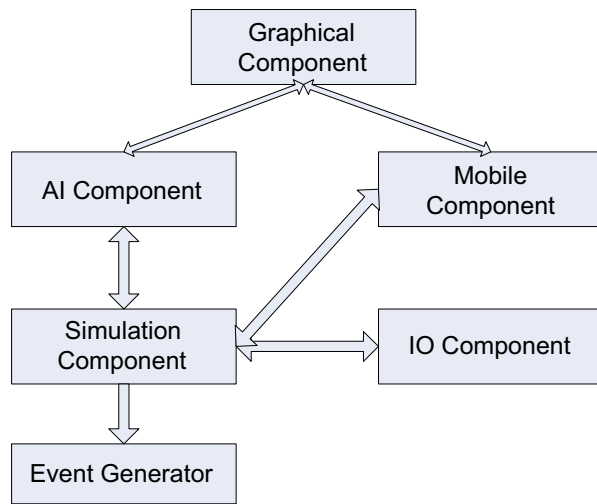 Graphical
Component
AI Component
Mobile
Component
Simulation
Component
IO Component
Event Generator